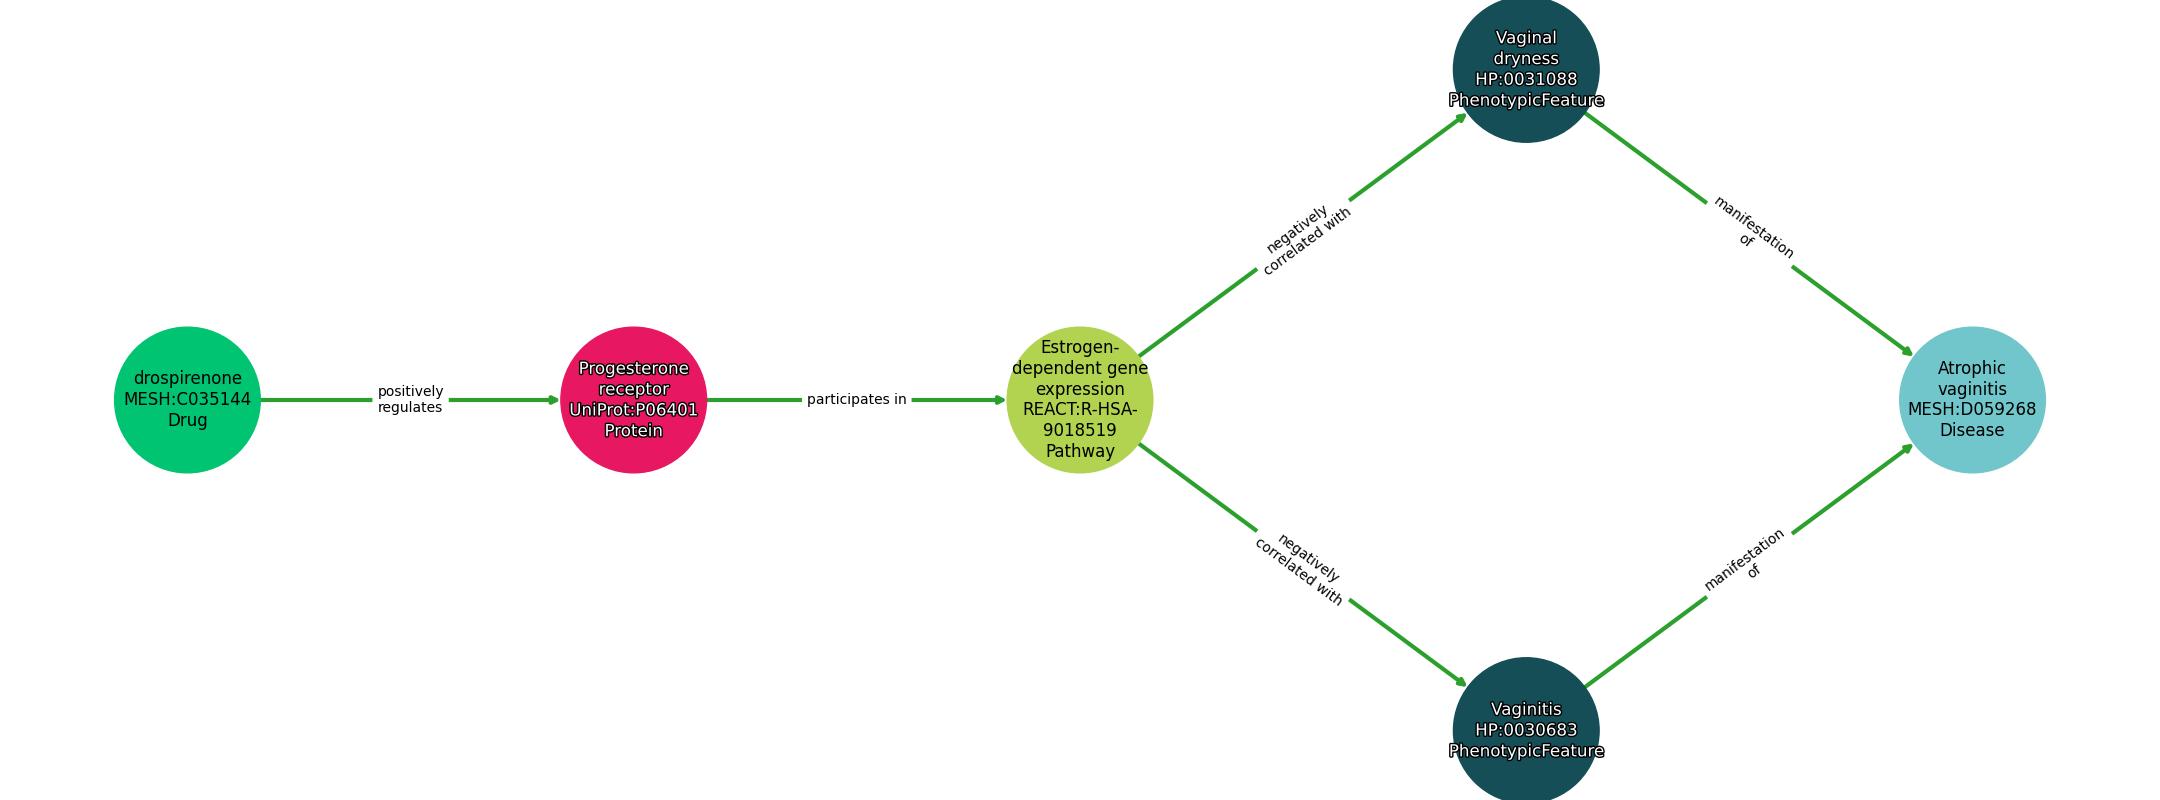 drospirenone
MESH:C035144
Drug
positively
regulates
Progesterone
receptor
UniProt:P06401
Protein
participates in
Estrogen-
dependent gene
expression
REACT:R-HSA-
9018519
Pathway
negatively
correlated with
Vaginal
dryness
HP:0031088
PhenotypicFeature
manifestation
of
negatively
correlated with
Vaginitis
HP:0030683
PhenotypicFeature
manifestation
of
Atrophic
vaginitis
MESH:D059268
Disease